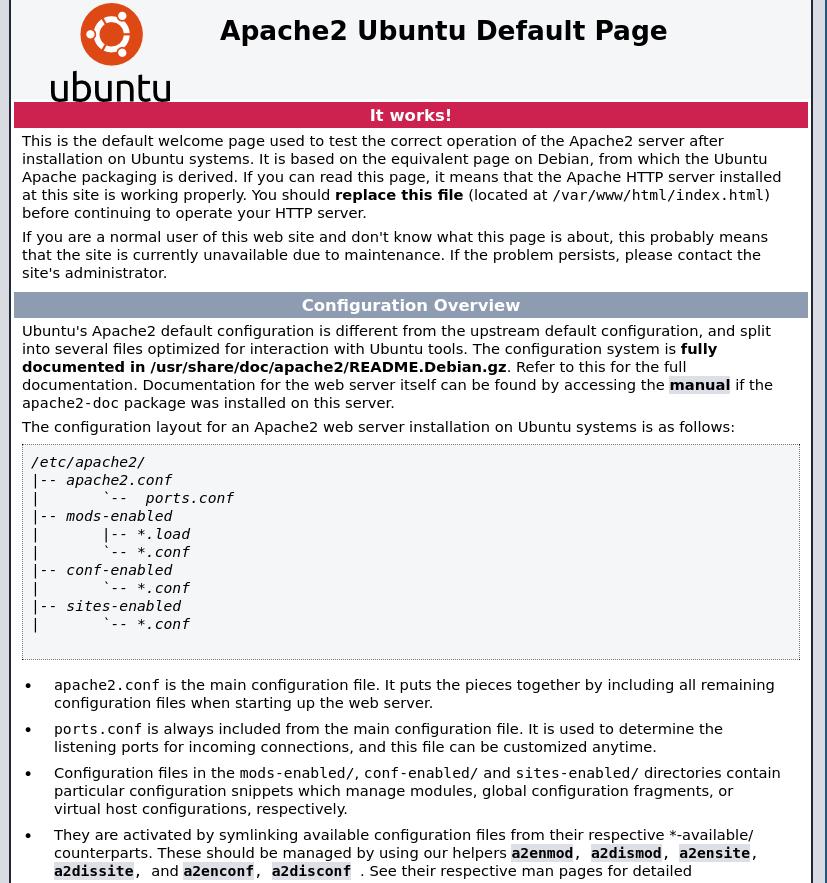 ubuntu
Apache2 Ubuntu Default Page
It works!
This is the default welcome page used to test the correct operation of the Apache2 server after
installation on Ubuntu systems. It is based on the equivalent page on Debian, from which the Ubuntu
Apache packaging is derived. If you can read this page, it means that the Apache HTTP server installed
at this site is working properly. You should replace this file (located at /var/www/html/index.html)
before continuing to operate your HTTP server.
If you are a normal user of this web site and don't know what this page is about, this probably means
that the site is currently unavailable due to maintenance. If the problem persists, please contact the
site's administrator.
Configuration Overview
Ubuntu's Apache2 default configuration is different from the upstream default configuration, and split
into several files optimized for interaction with Ubuntu tools. The configuration system is fully
documented in /usr/share/doc/apache2/README.Debian.gz. Refer to this for the full
documentation. Documentation for the web server itself can be found by accessing the manual if the
apache2-doc package was installed on this server.
The configuration layout for an Apache2 web server installation on Ubuntu systems is as follows:
/etc/apache2/
|-- apache2.conf
|       `--  ports.conf
|-- mods-enabled
|       |-- *.load
|       `-- *.conf
|-- conf-enabled
|       `-- *.conf
|-- sites-enabled
|       `-- *.conf
• apache2.conf is the main configuration file. It puts the pieces together by including all remaining
configuration files when starting up the web server.
• ports.conf is always included from the main configuration file. It is used to determine the
listening ports for incoming connections, and this file can be customized anytime.
• Configuration files in the mods-enabled/, conf-enabled/ and sites-enabled/ directories contain
particular configuration snippets which manage modules, global configuration fragments, or
virtual host configurations, respectively.
• They are activated by symlinking available configuration files from their respective *-available/
counterparts. These should be managed by using our helpers a2enmod, a2dismod, a2ensite,
a2dissite, and a2enconf, a2disconf . See their respective man pages for detailed